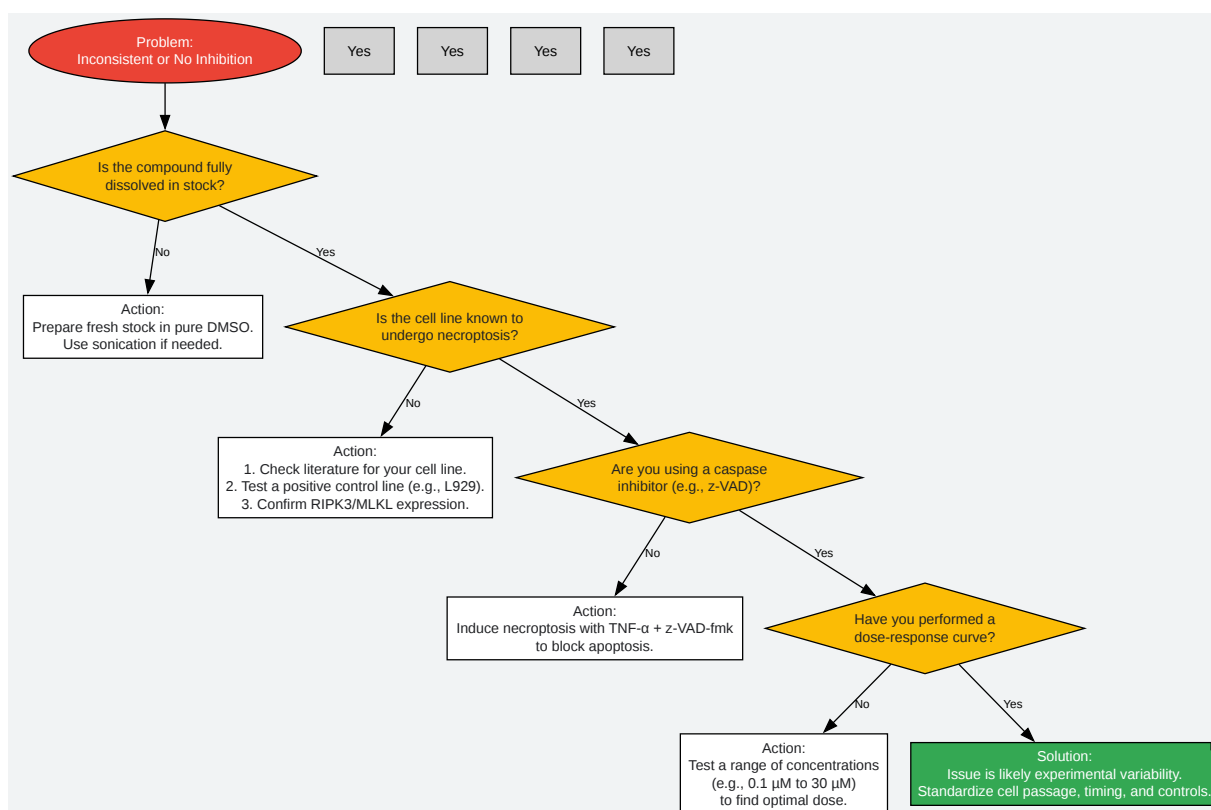 Problem:
Inconsistent or No Inhibition
Yes
Yes
Yes
Yes
Is the compound fully
dissolved in stock?
No
Yes
Action:
Prepare fresh stock in pure DMSO.
Use sonication if needed.
Is the cell line known to
undergo necroptosis?
No
Yes
Action:
1. Check literature for your cell line.
2. Test a positive control line (e.g., L929).
3. Confirm RIPK3/MLKL expression.
Are you using a caspase
inhibitor (e.g., z-VAD)?
No
Yes
Action:
Induce necroptosis with TNF-α + z-VAD-fmk
to block apoptosis.
Have you performed a
dose-response curve?
No
Yes
Action:
Test a range of concentrations
(e.g., 0.1 µM to 30 µM)
to find optimal dose.
Solution:
Issue is likely experimental variability.
Standardize cell passage, timing, and controls.